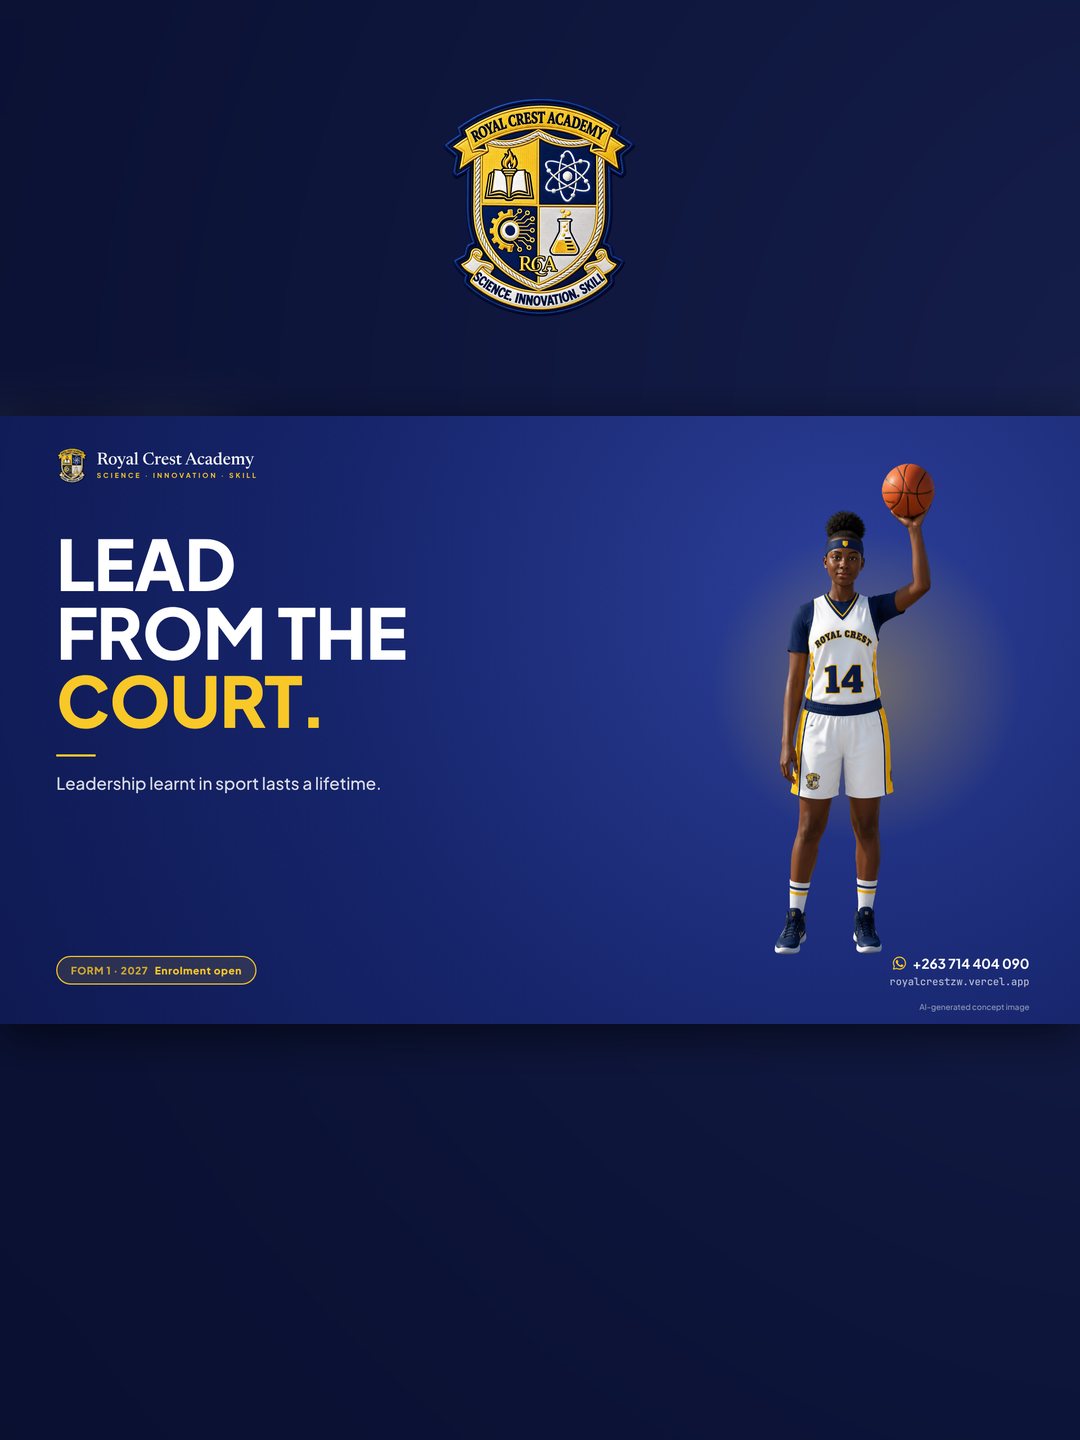 ROYAL CREST ACADEMY
RCA
SCIENCE. INNOVATION. SKILL
Royal Crest Academy
SCIENCE · INNOVATION · SKILL
LEAD
FROM THE
COURT.
Leadership learnt in sport lasts a lifetime.
ROYAL CREST
14
FORM 1 · 2027 Enrolment open
+263 714 404 090
royalcrestzw.vercel.app
AI-generated concept image